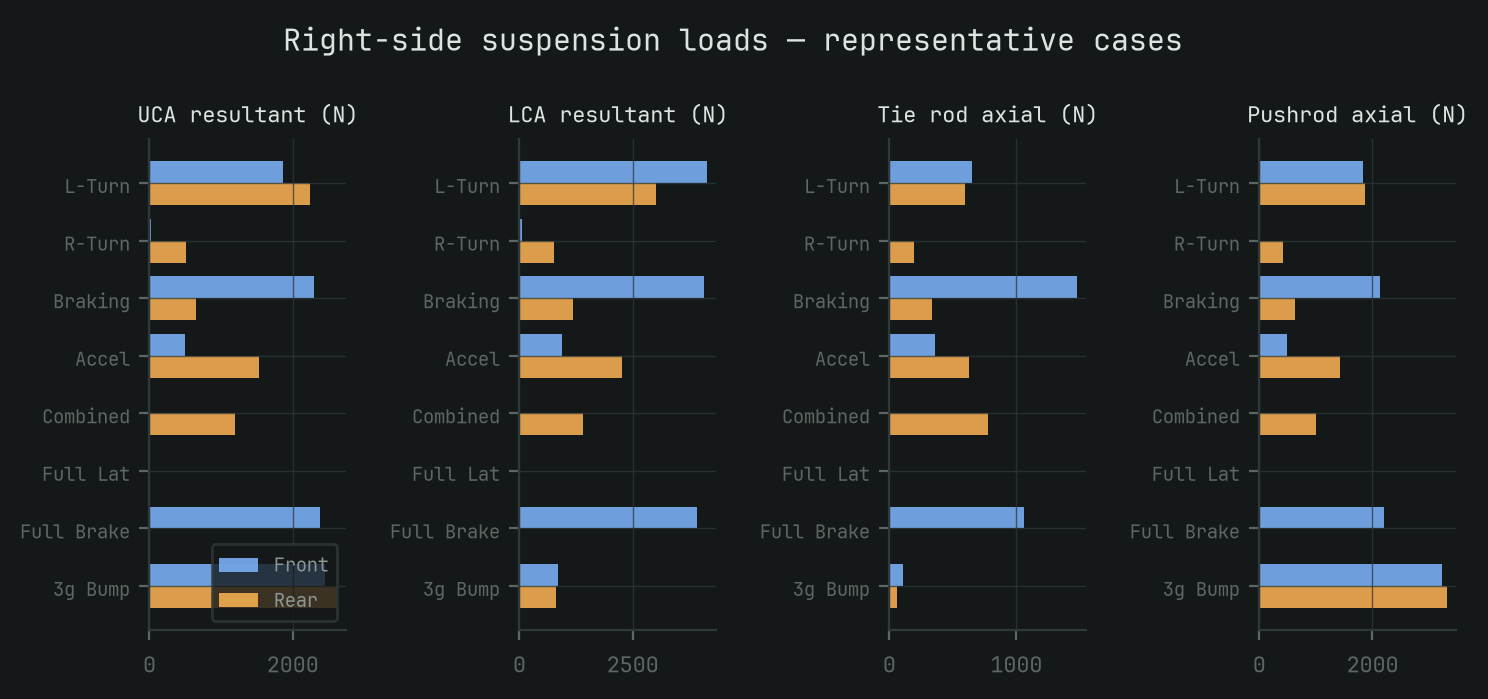 Right-side suspension loads — representative cases
UCA resultant (N)
L-Turn
R-Turn
Braking
Accel
Combined
Full Lat
Full Brake
3g Bump
Front
Rear
0 2000
LCA resultant (N)
L-Turn
R-Turn
Braking
Accel
Combined
Full Lat
Full Brake
3g Bump
0 2500
Tie rod axial (N)
L-Turn
R-Turn
Braking
Accel
Combined
Full Lat
Full Brake
3g Bump
0 1000
Pushrod axial (N)
L-Turn
R-Turn
Braking
Accel
Combined
Full Lat
Full Brake
3g Bump
0 2000